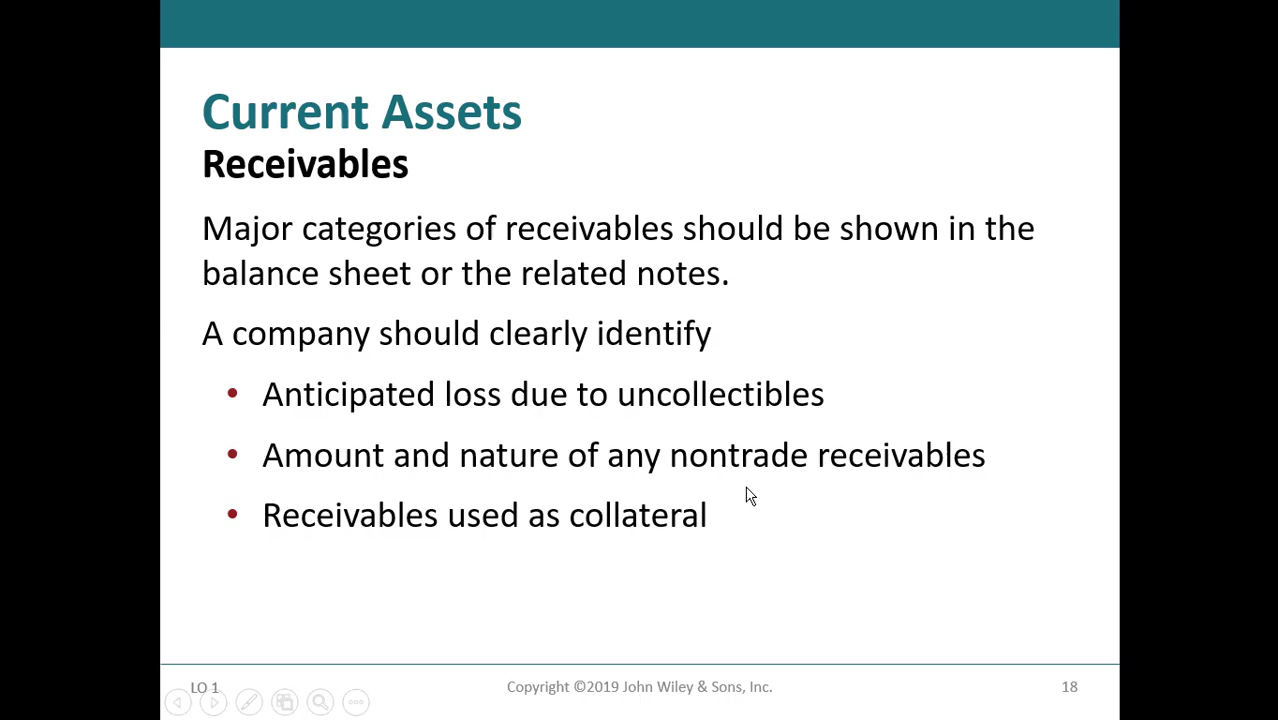 Current Assets
Receivables
Major categories of receivables should be shown in the
balance sheet or the related notes.
A company should clearly identify
• Anticipated loss due to uncollectibles
• Amount and nature of any nontrade receivables
• Receivables used as collateral
LO 1
Copyright ©2019 John Wiley & Sons, Inc.
18